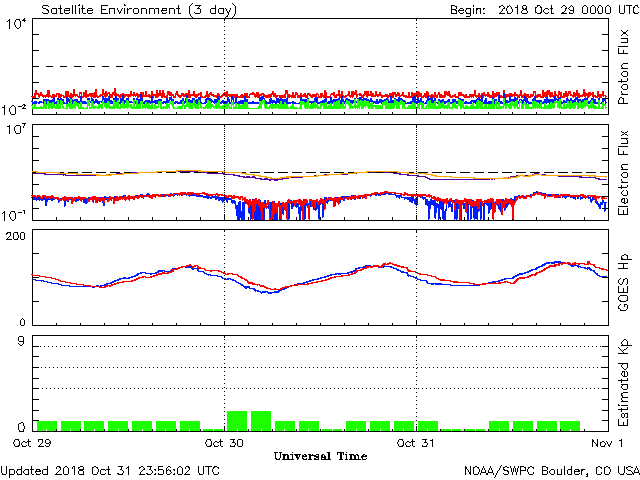 Satellite Environment (3 day)
Begin: 2018 Oct 29 0000 UTC
10⁴
10⁻²
Proton Flux
10⁷
10⁻¹
Electron Flux
200
0
GOES Hp
9
0
Estimated Kp
Oct 29
Oct 30
Oct 31
Nov 1
Universal Time
Updated 2018 Oct 31 23:56:02 UTC
NOAA/SWPC Boulder, CO USA